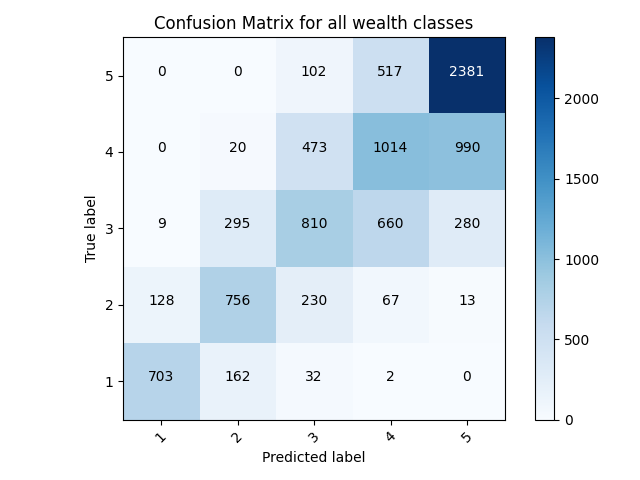 Confusion Matrix for all wealth classes
5 0 0 102 517 2381
4 0 20 473 1014 990
3 9 295 810 660 280
2 128 756 230 67 13
1 703 162 32 2 0
1 2 3 4 5
True label
Predicted label
2000
1500
1000
500
0